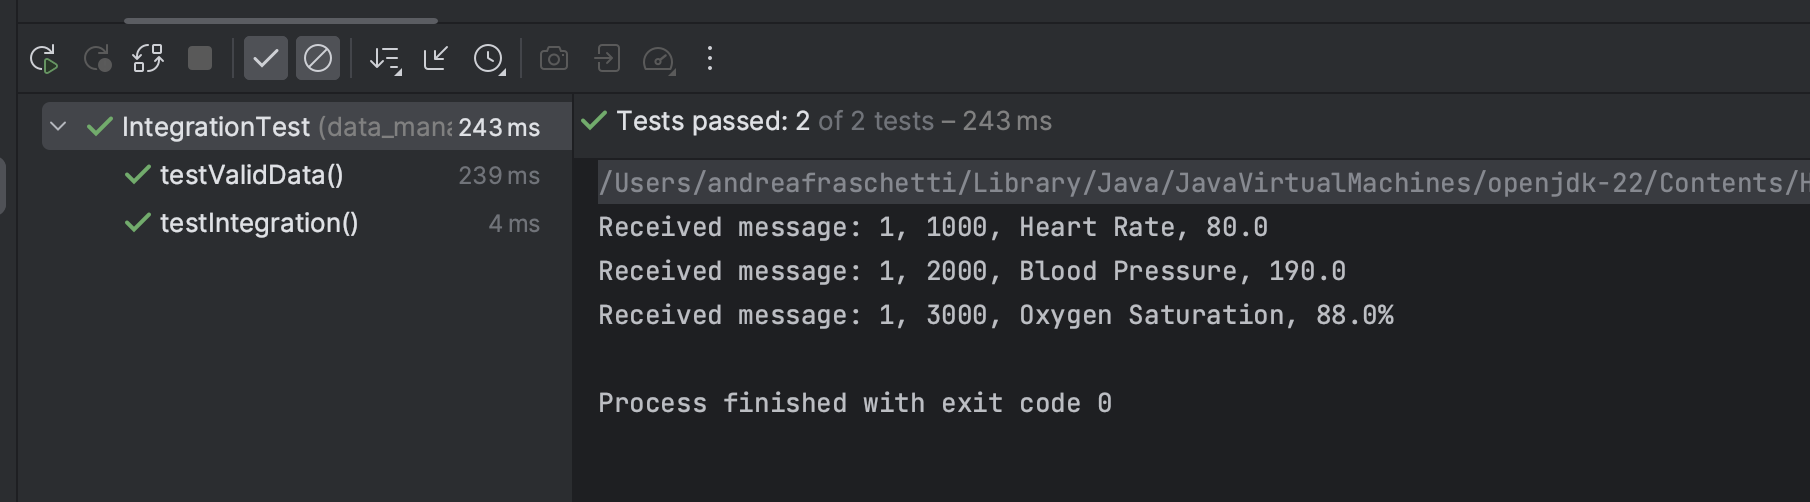 IntegrationTest (data_mana 243 ms
testValidData() 239 ms
testIntegration() 4 ms
Tests passed: 2 of 2 tests – 243 ms
/Users/andreafraschetti/Library/Java/JavaVirtualMachines/openjdk-22/Contents/H
Received message: 1, 1000, Heart Rate, 80.0
Received message: 1, 2000, Blood Pressure, 190.0
Received message: 1, 3000, Oxygen Saturation, 88.0%
Process finished with exit code 0